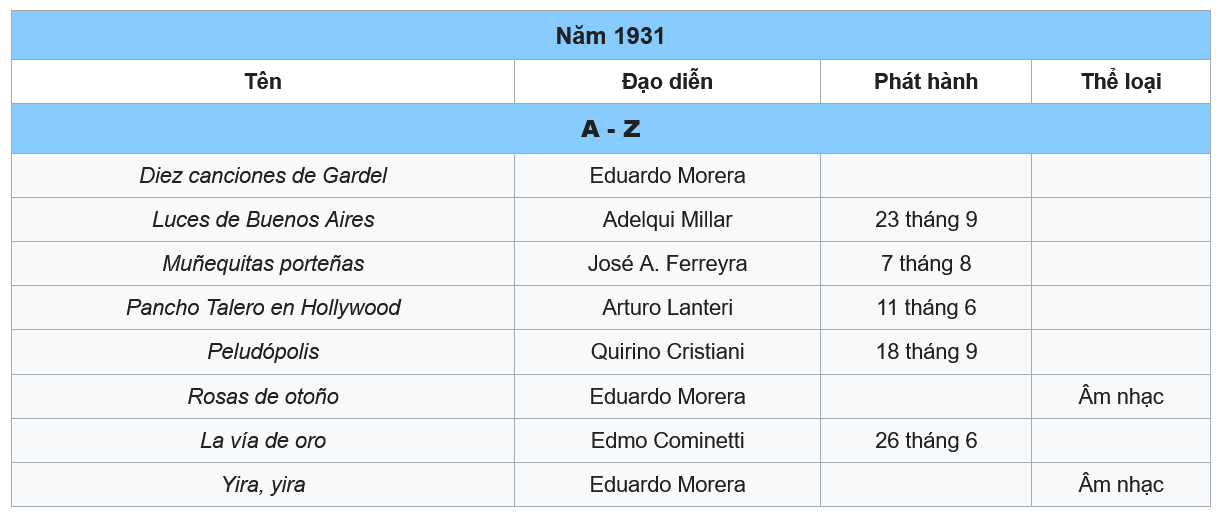 Năm 1931
Tên Đạo diễn Phát hành Thể loại
A - Z
Diez canciones de Gardel Eduardo Morera
Luces de Buenos Aires Adelqui Millar 23 tháng 9
Muñequitas porteñas José A. Ferreyra 7 tháng 8
Pancho Talero en Hollywood Arturo Lanteri 11 tháng 6
Peludópolis Quirino Cristiani 18 tháng 9
Rosas de otoño Eduardo Morera Âm nhạc
La vía de oro Edmo Cominetti 26 tháng 6
Yira, yira Eduardo Morera Âm nhạc